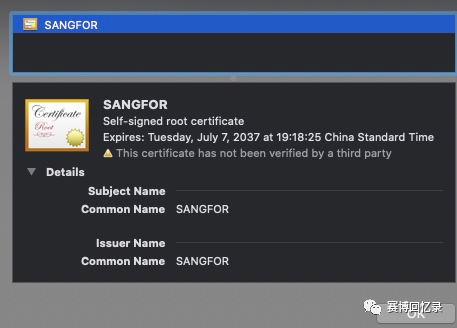 SANGFOR
SANGFOR
Self-signed root certificate
Expires: Tuesday, July 7, 2037 at 19:18:25 China Standard Time
This certificate has not been verified by a third party
Details
Subject Name
Common Name SANGFOR
Issuer Name
Common Name SANGFOR
OK
赛博回忆录
Certificate
Root